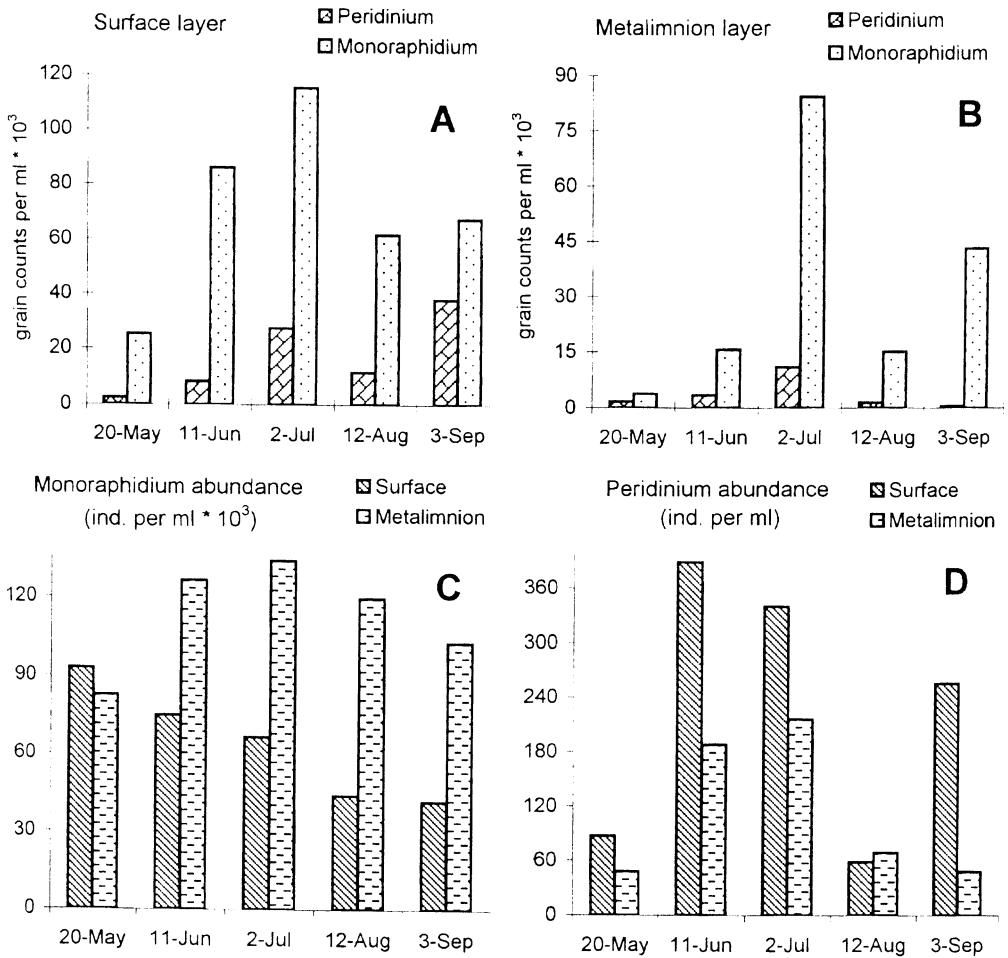 Surface layer
Peridinium
Monoraphidium
A
grain counts per ml * 10³
120
100
80
60
40
20
0
20-May 11-Jun 2-Jul 12-Aug 3-Sep
Metalimnion layer
Peridinium
Monoraphidium
B
grain counts per ml * 10³
90
75
60
45
30
15
0
20-May 11-Jun 2-Jul 12-Aug 3-Sep
Monoraphidium abundance
(ind. per ml * 10³)
Surface
Metalimnion
C
120
90
60
30
0
20-May 11-Jun 2-Jul 12-Aug 3-Sep
Peridinium abundance
(ind. per ml)
Surface
Metalimnion
D
360
300
240
180
120
60
0
20-May 11-Jun 2-Jul 12-Aug 3-Sep